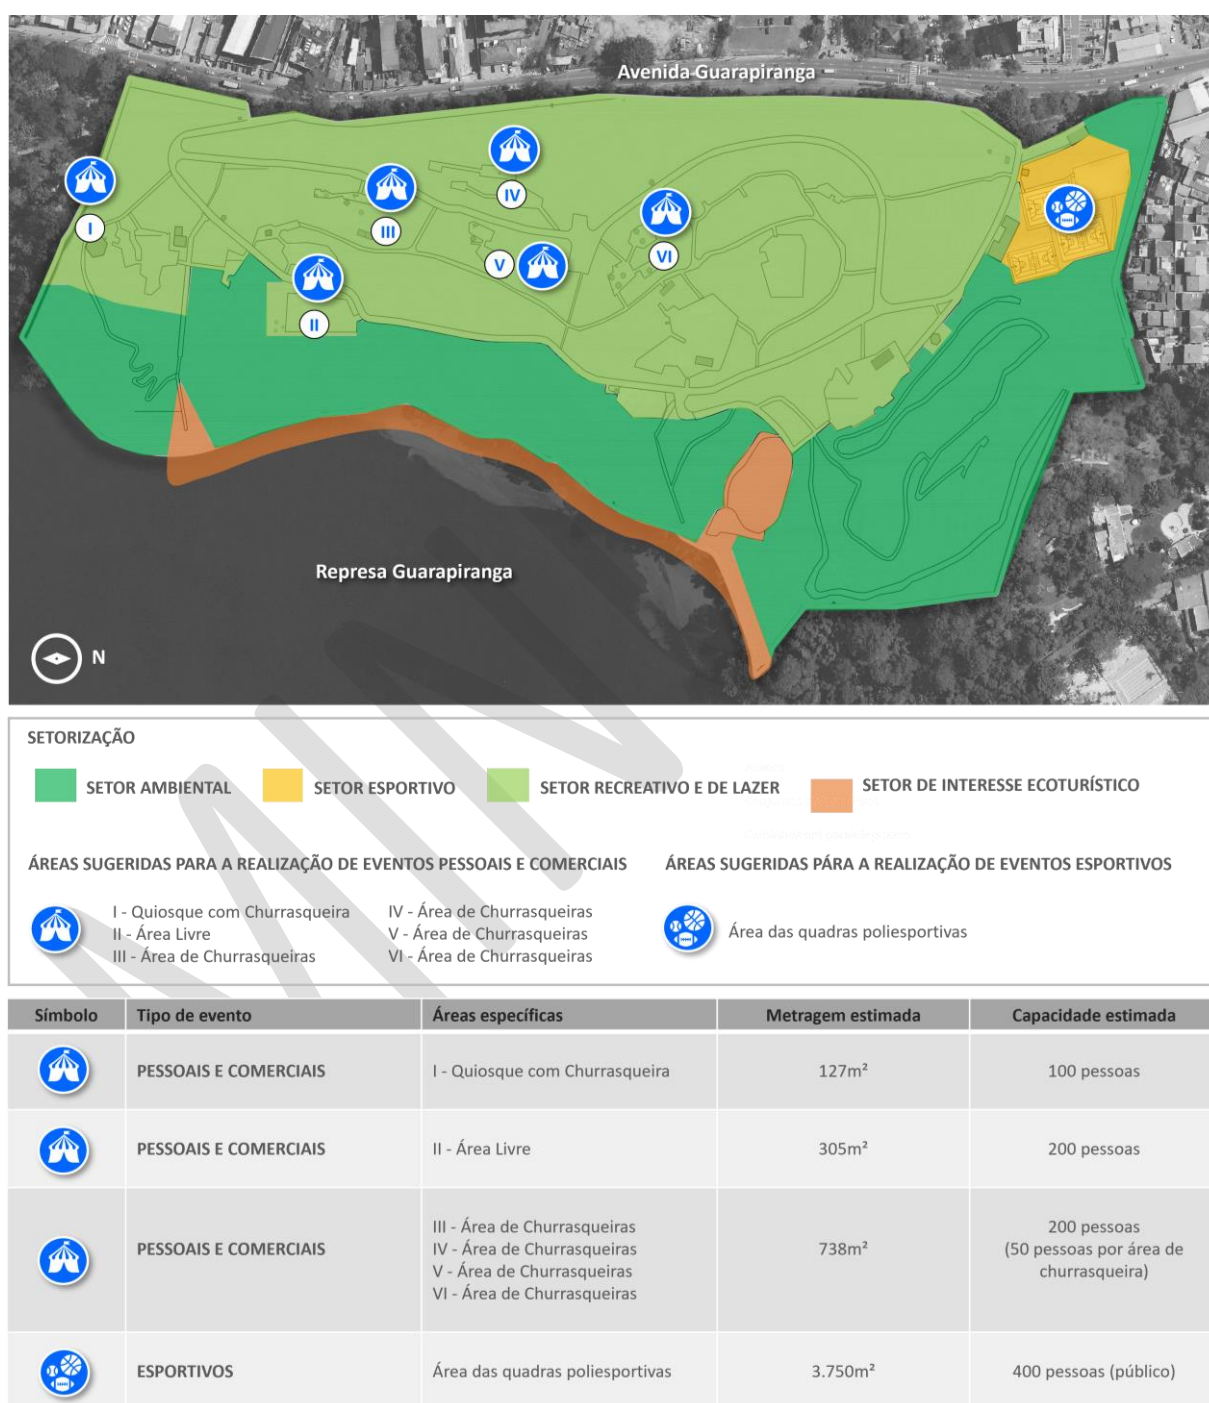 Avenida Guarapiranga
I
II
III
IV
V
VI
Represa Guarapiranga
N
SETORIZAÇÃO
SETOR AMBIENTAL
SETOR ESPORTIVO
SETOR RECREATIVO E DE LAZER
SETOR DE INTERESSE ECOTURÍSTICO
ÁREAS SUGERIDAS PARA A REALIZAÇÃO DE EVENTOS PESSOAIS E COMERCIAIS
I - Quiosque com Churrasqueira
II - Área Livre
III - Área de Churrasqueiras
IV - Área de Churrasqueiras
V - Área de Churrasqueiras
VI - Área de Churrasqueiras
ÁREAS SUGERIDAS PÁRA A REALIZAÇÃO DE EVENTOS ESPORTIVOS
Área das quadras poliesportivas
Símbolo Tipo de evento Áreas específicas Metragem estimada Capacidade estimada
PESSOAIS E COMERCIAIS I - Quiosque com Churrasqueira 127m² 100 pessoas
PESSOAIS E COMERCIAIS II - Área Livre 305m² 200 pessoas
PESSOAIS E COMERCIAIS
III - Área de Churrasqueiras
IV - Área de Churrasqueiras
V - Área de Churrasqueiras
VI - Área de Churrasqueiras
738m²
200 pessoas
(50 pessoas por área de
churrasqueira)
ESPORTIVOS Área das quadras poliesportivas 3.750m² 400 pessoas (público)